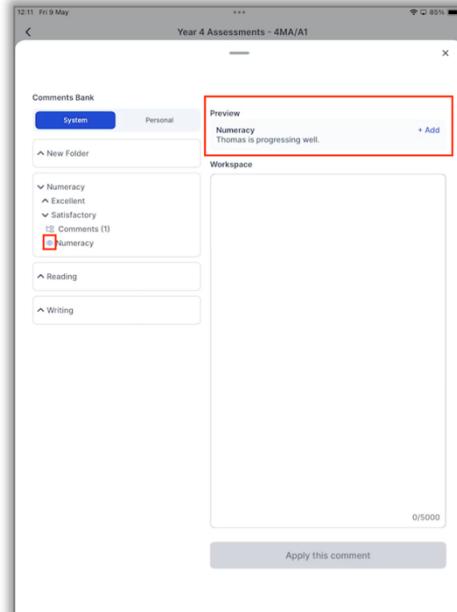 12:11 Fri 9 May
85%
Year 4 Assessments - 4MA/A1
Comments Bank
System
Personal
New Folder
Numeracy
Excellent
Satisfactory
Comments (1)
Numeracy
Reading
Writing
Preview
Numeracy
+ Add
Thomas is progressing well.
Workspace
0/5000
Apply this comment